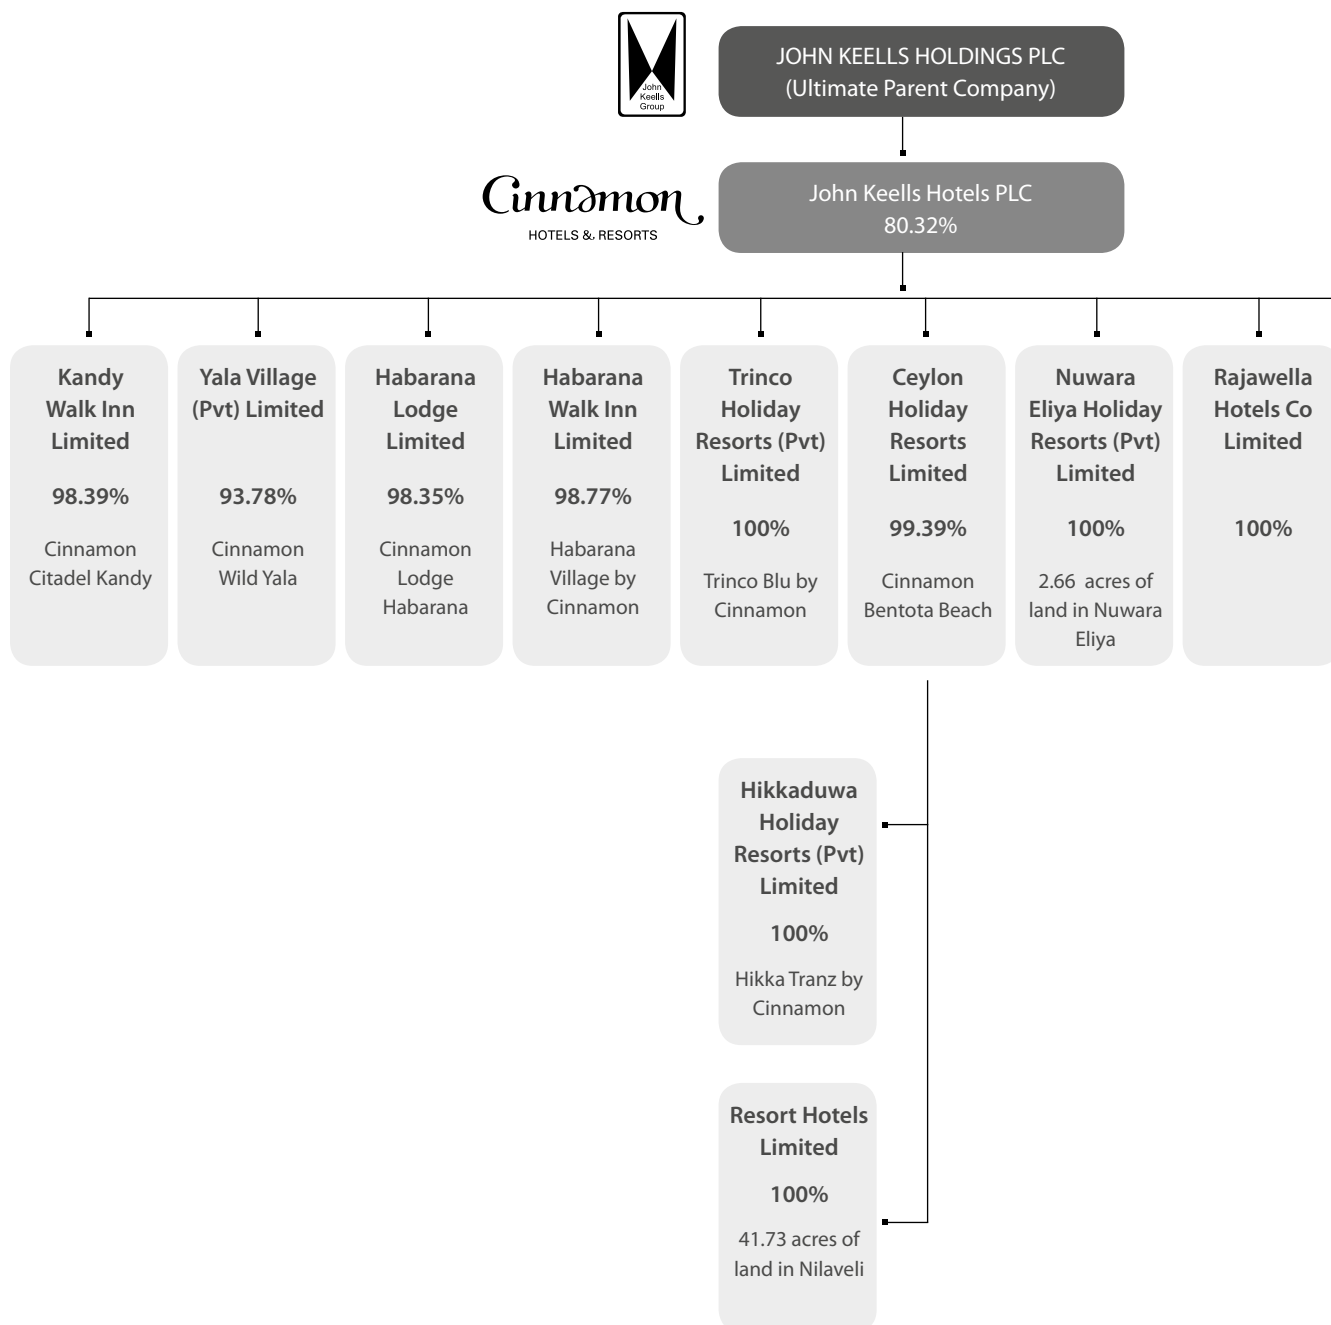 John
Keells
Group
JOHN KEELLS HOLDINGS PLC
(Ultimate Parent Company)
Cinnamon
HOTELS & RESORTS
John Keells Hotels PLC
80.32%
Kandy
Walk Inn
Limited
98.39%
Cinnamon
Citadel Kandy
Yala Village
(Pvt) Limited
93.78%
Cinnamon
Wild Yala
Habarana
Lodge
Limited
98.35%
Cinnamon
Lodge
Habarana
Habarana
Walk Inn
Limited
98.77%
Habarana
Village by
Cinnamon
Trinco
Holiday
Resorts (Pvt)
Limited
100%
Trinco Blu by
Cinnamon
Ceylon
Holiday
Resorts
Limited
99.39%
Cinnamon
Bentota Beach
Nuwara
Eliya Holiday
Resorts (Pvt)
Limited
100%
2.66 acres of
land in Nuwara
Eliya
Rajawella
Hotels Co
Limited
100%
Hikkaduwa
Holiday
Resorts (Pvt)
Limited
100%
Hikka Tranz by
Cinnamon
Resort Hotels
Limited
100%
41.73 acres of
land in Nilaveli